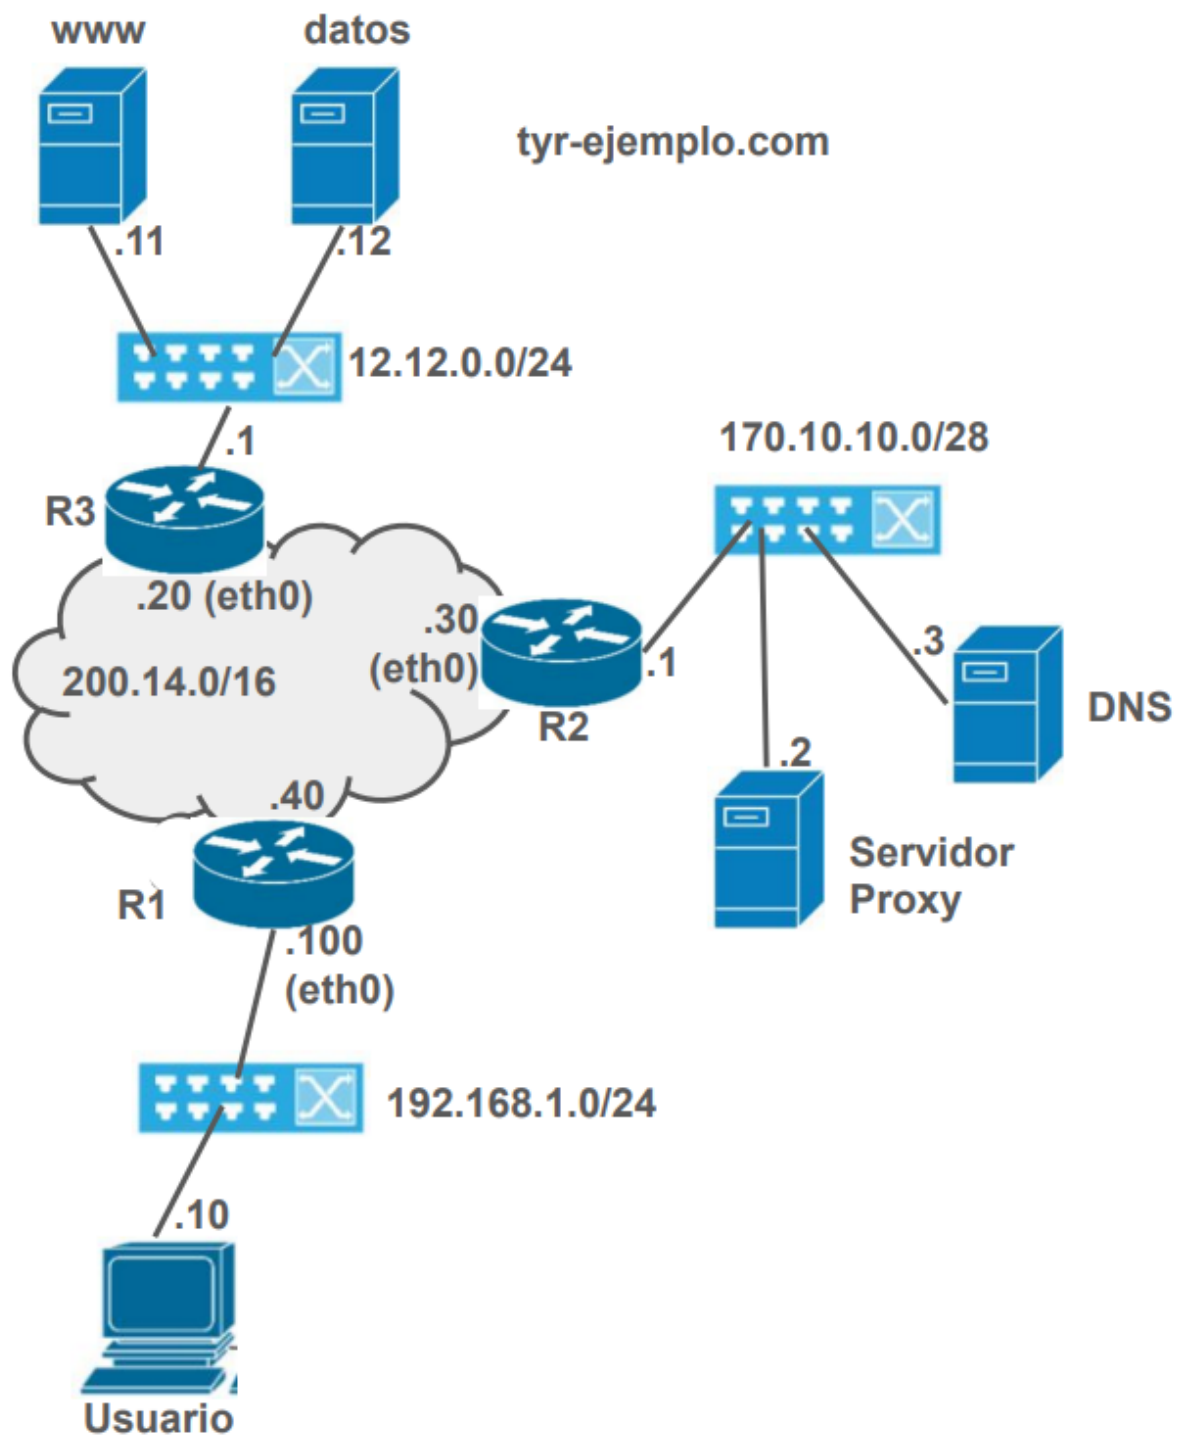 www
datos
tyr-ejemplo.com
.11
.12
12.12.0.0/24
.1
R3
.20 (eth0)
170.10.10.0/28
.30
(eth0)
.1
R2
200.14.0/16
.3
DNS
.2
Servidor
Proxy
.40
R1
.100
(eth0)
192.168.1.0/24
.10
Usuario